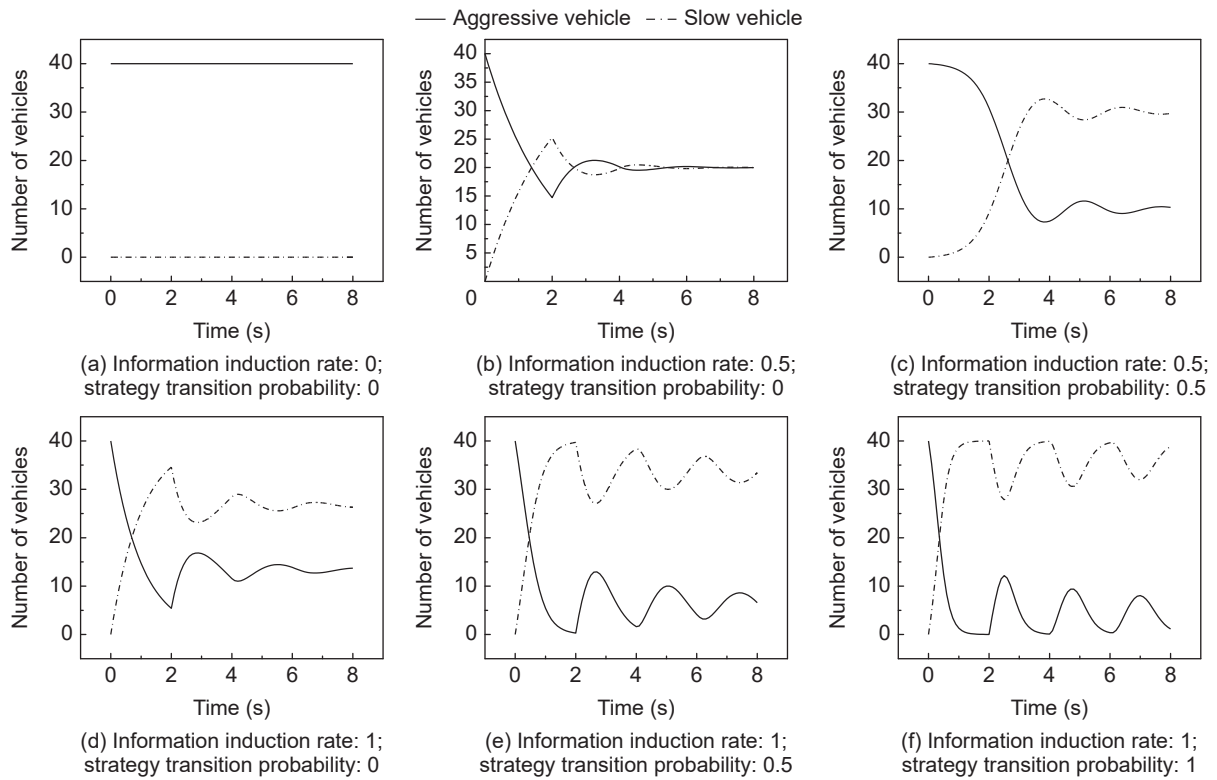 Aggressive vehicle Slow vehicle
Number of vehicles
40
30
20
10
0
0 2 4 6 8
Time (s)
(a) Information induction rate: 0;
strategy transition probability: 0
Number of vehicles
40
35
30
25
20
15
10
5
0 2 4 6 8
Time (s)
(b) Information induction rate: 0.5;
strategy transition probability: 0
Number of vehicles
40
30
20
10
0
0 2 4 6 8
Time (s)
(c) Information induction rate: 0.5;
strategy transition probability: 0.5
Number of vehicles
40
30
20
10
0
0 2 4 6 8
Time (s)
(d) Information induction rate: 1;
strategy transition probability: 0
Number of vehicles
40
30
20
10
0
0 2 4 6 8
Time (s)
(e) Information induction rate: 1;
strategy transition probability: 0.5
Number of vehicles
40
30
20
10
0
0 2 4 6 8
Time (s)
(f) Information induction rate: 1;
strategy transition probability: 1